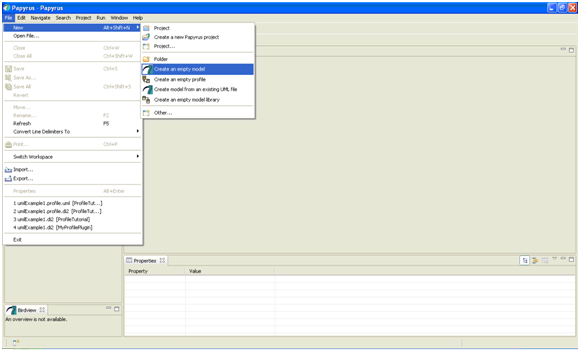 Papyrus - Papyrus
File Edit Navigate Search Project Run Window Help
New Alt+Shift+N
Open File...
Close Ctrl+W
Close All Ctrl+Shift+W
Save Ctrl+S
Save As...
Save All Ctrl+Shift+S
Revert
Move...
Rename... F2
Refresh F5
Convert Line Delimiters To
Print... Ctrl+P
Switch Workspace
Import...
Export...
Properties Alt+Enter
1 umlExample1.profile.uml [ProfileTut...]
2 umlExample1.profile.di2 [ProfileTut...]
3 umlExample1.di2 [ProfileTutorial]
4 umlExample1.di2 [MyProfilePlugin]
Exit
Project
Create a new Papyrus project
Project...
Folder
Create an empty model
Create an empty profile
Create model from an existing UML file
Create an empty model library
Other...
Properties
Property Value
Birdview
An overview is not available.